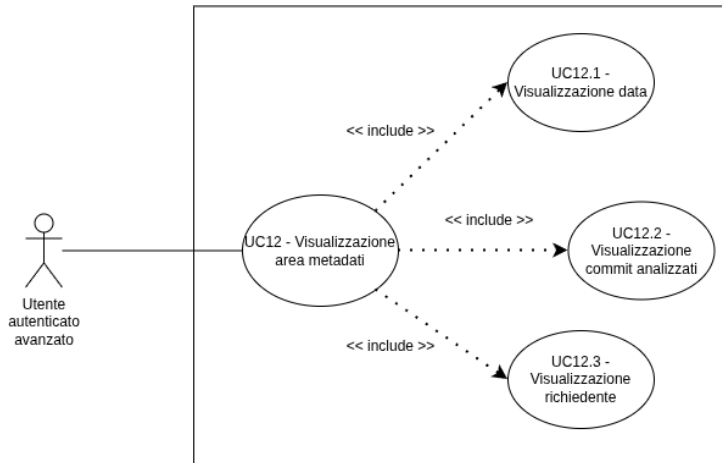 UC12.1 -
Visualizzazione data
<< include >>
UC12 - Visualizzazione
area metadati
<< include >>
UC12.2 -
Visualizzazione
commit analizzati
Utente
autenticato
avanzato
<< include >>
UC12.3 -
Visualizzazione
richiedente